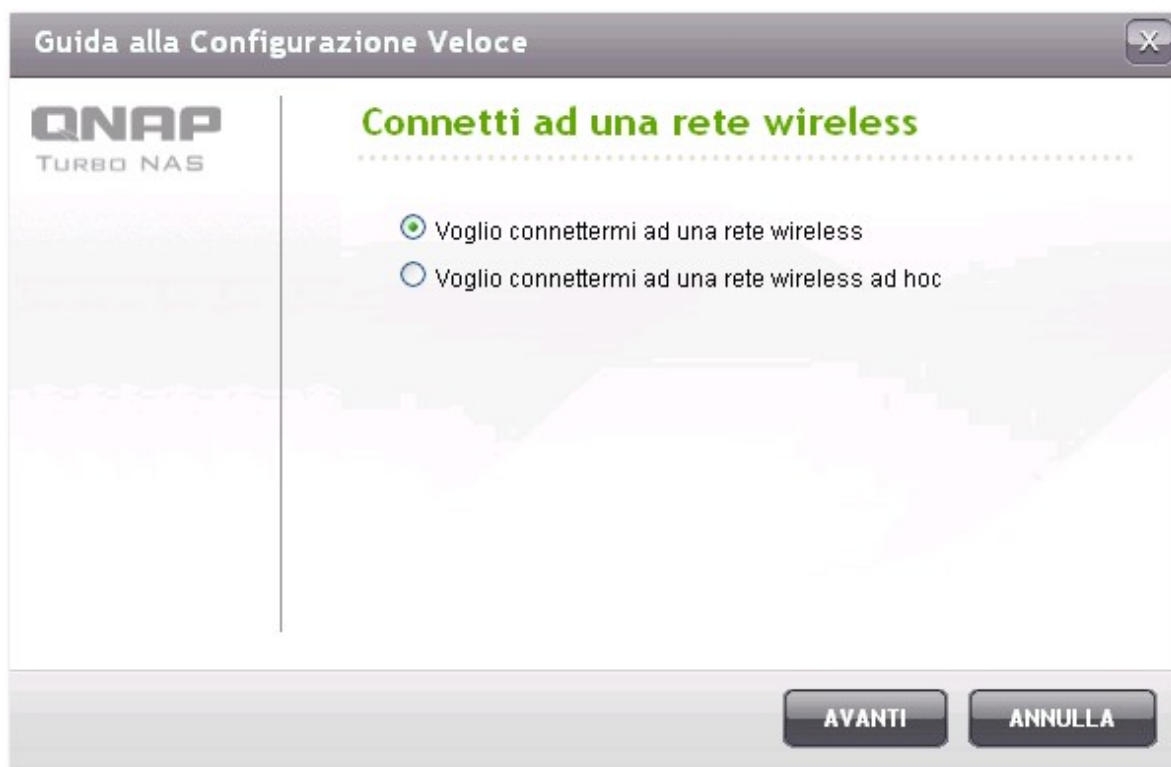 Guida alla Configurazione Veloce
X
QNAP
TURBO NAS
Connetti ad una rete wireless
Voglio connettermi ad una rete wireless
Voglio connettermi ad una rete wireless ad hoc
AVANTI
ANNULLA